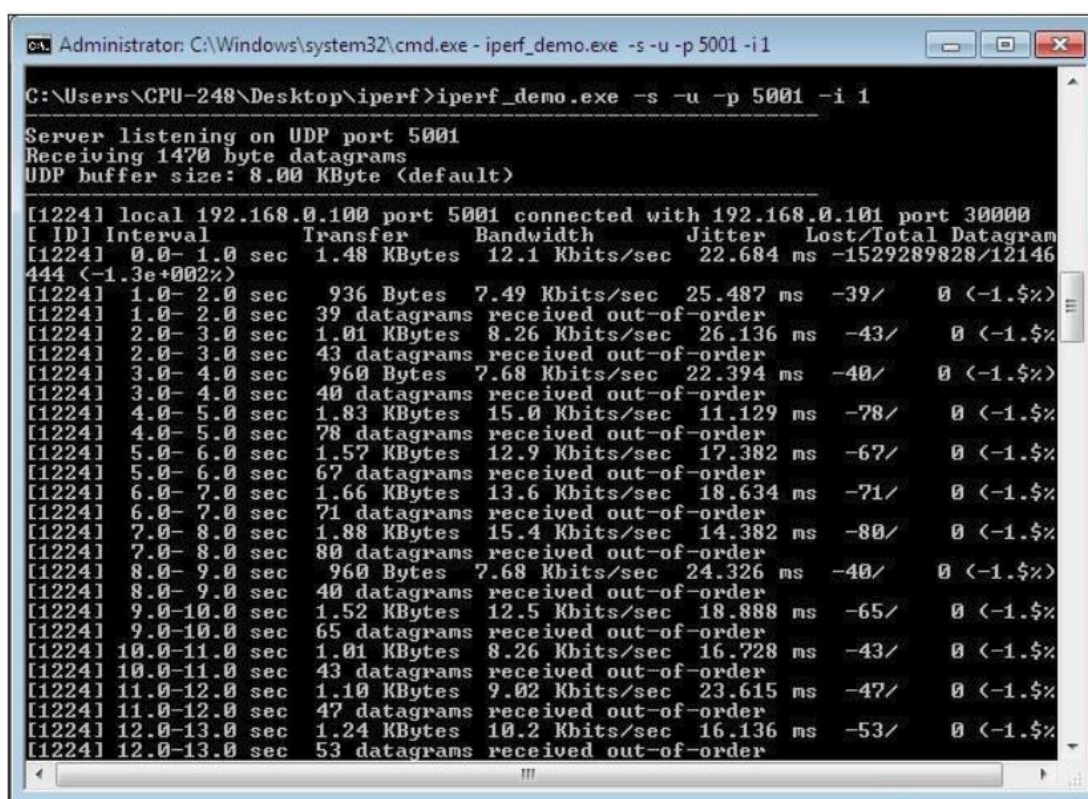 Administrator: C:\Windows\system32\cmd.exe - iperf_demo.exe -s -u -p 5001 -i 1
C:\Users\CPU-248\Desktop\iperf>iperf_demo.exe -s -u -p 5001 -i 1
------------------------------------------------------------
Server listening on UDP port 5001
Receiving 1470 byte datagrams
UDP buffer size: 8.00 KByte (default)
------------------------------------------------------------
[1224] local 192.168.0.100 port 5001 connected with 192.168.0.101 port 30000
[ ID] Interval Transfer Bandwidth Jitter Lost/Total Datagram
[1224] 0.0- 1.0 sec 1.48 KBytes 12.1 Kbits/sec 22.684 ms -1529289828/12146
444 (-1.3e+002%)
[1224] 1.0- 2.0 sec 936 Bytes 7.49 Kbits/sec 25.487 ms -39/ 0 (-1.$%)
[1224] 1.0- 2.0 sec 39 datagrams received out-of-order
[1224] 2.0- 3.0 sec 1.01 KBytes 8.26 Kbits/sec 26.136 ms -43/ 0 (-1.$%
[1224] 2.0- 3.0 sec 43 datagrams received out-of-order
[1224] 3.0- 4.0 sec 960 Bytes 7.68 Kbits/sec 22.394 ms -40/ 0 (-1.$%)
[1224] 3.0- 4.0 sec 40 datagrams received out-of-order
[1224] 4.0- 5.0 sec 1.83 KBytes 15.0 Kbits/sec 11.129 ms -78/ 0 (-1.$%
[1224] 4.0- 5.0 sec 78 datagrams received out-of-order
[1224] 5.0- 6.0 sec 1.57 KBytes 12.9 Kbits/sec 17.382 ms -67/ 0 (-1.$%
[1224] 5.0- 6.0 sec 67 datagrams received out-of-order
[1224] 6.0- 7.0 sec 1.66 KBytes 13.6 Kbits/sec 18.634 ms -71/ 0 (-1.$%
[1224] 6.0- 7.0 sec 71 datagrams received out-of-order
[1224] 7.0- 8.0 sec 1.88 KBytes 15.4 Kbits/sec 14.382 ms -80/ 0 (-1.$%
[1224] 7.0- 8.0 sec 80 datagrams received out-of-order
[1224] 8.0- 9.0 sec 960 Bytes 7.68 Kbits/sec 24.326 ms -40/ 0 (-1.$%)
[1224] 8.0- 9.0 sec 40 datagrams received out-of-order
[1224] 9.0-10.0 sec 1.52 KBytes 12.5 Kbits/sec 18.888 ms -65/ 0 (-1.$%
[1224] 9.0-10.0 sec 65 datagrams received out-of-order
[1224] 10.0-11.0 sec 1.01 KBytes 8.26 Kbits/sec 16.728 ms -43/ 0 (-1.$%
[1224] 10.0-11.0 sec 43 datagrams received out-of-order
[1224] 11.0-12.0 sec 1.10 KBytes 9.02 Kbits/sec 23.615 ms -47/ 0 (-1.$%
[1224] 11.0-12.0 sec 47 datagrams received out-of-order
[1224] 12.0-13.0 sec 1.24 KBytes 10.2 Kbits/sec 16.136 ms -53/ 0 (-1.$%
[1224] 12.0-13.0 sec 53 datagrams received out-of-order